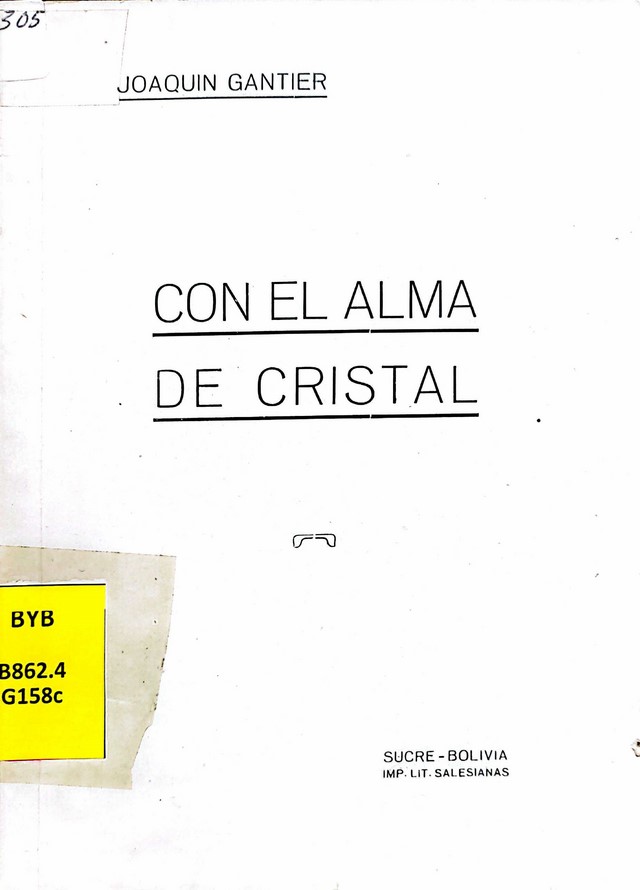 305
JOAQUIN GANTIER
CON EL ALMA
DE CRISTAL
BYB
B862.4
G158c
SUCRE - BOLIVIA
IMP. LIT. SALESIANAS